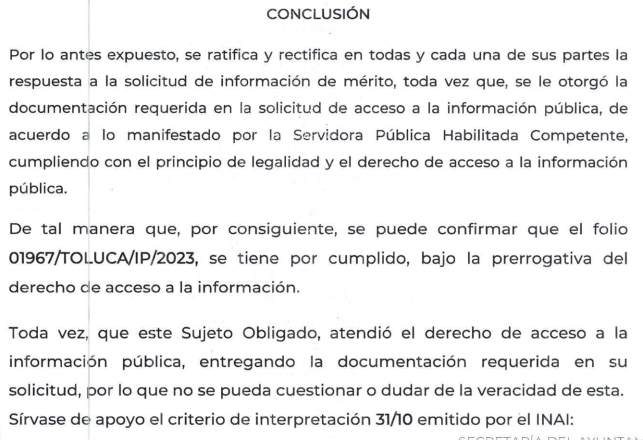 CONCLUSIÓN
Por lo antes expuesto, se ratifica y rectifica en todas y cada una de sus partes la
respuesta a la solicitud de información de mérito, toda vez que, se le otorgó la
documentación requerida en la solicitud de acceso a la información pública, de
acuerdo a lo manifestado por la Servidora Pública Habilitada Competente,
cumpliendo con el principio de legalidad y el derecho de acceso a la información
pública.
De tal manera que, por consiguiente, se puede confirmar que el folio
01967/TOLUCA/IP/2023, se tiene por cumplido, bajo la prerrogativa del
derecho de acceso a la información.
Toda vez, que este Sujeto Obligado, atendió el derecho de acceso a la
información pública, entregando la documentación requerida en su
solicitud, por lo que no se pueda cuestionar o dudar de la veracidad de esta.
Sírvase de apoyo el criterio de interpretación 31/10 emitido por el INAI: